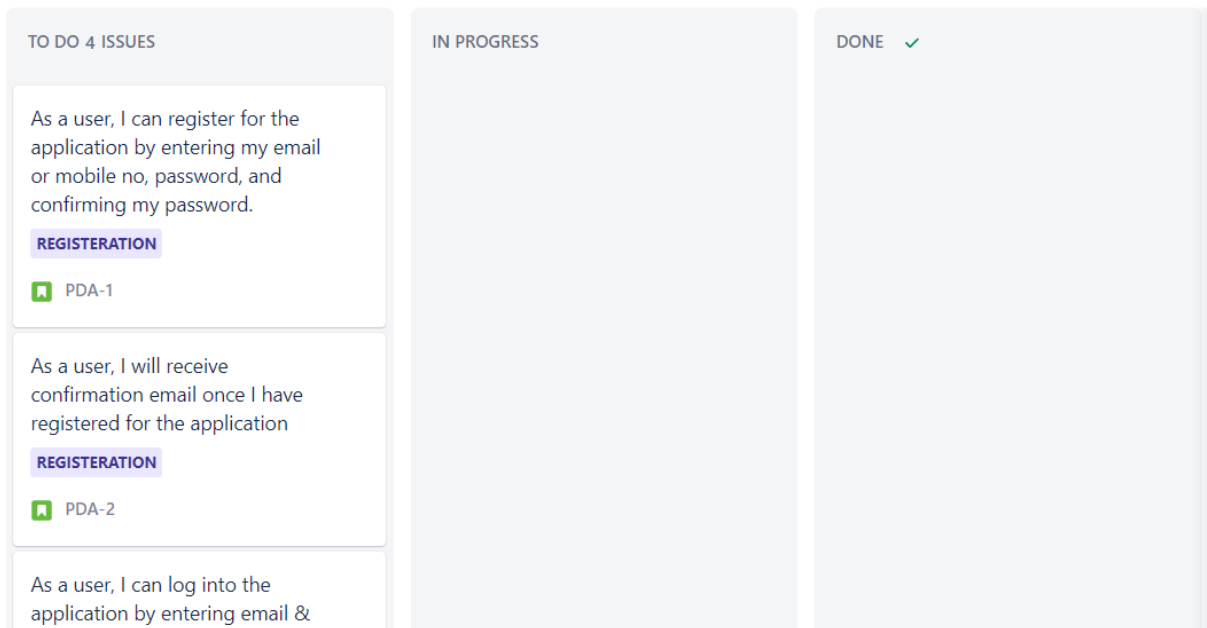 TO DO 4 ISSUES
IN PROGRESS
DONE
As a user, I can register for the
application by entering my email
or mobile no, password, and
confirming my password.
REGISTERATION
PDA-1
As a user, I will receive
confirmation email once I have
registered for the application
REGISTERATION
PDA-2
As a user, I can log into the
application by entering email &